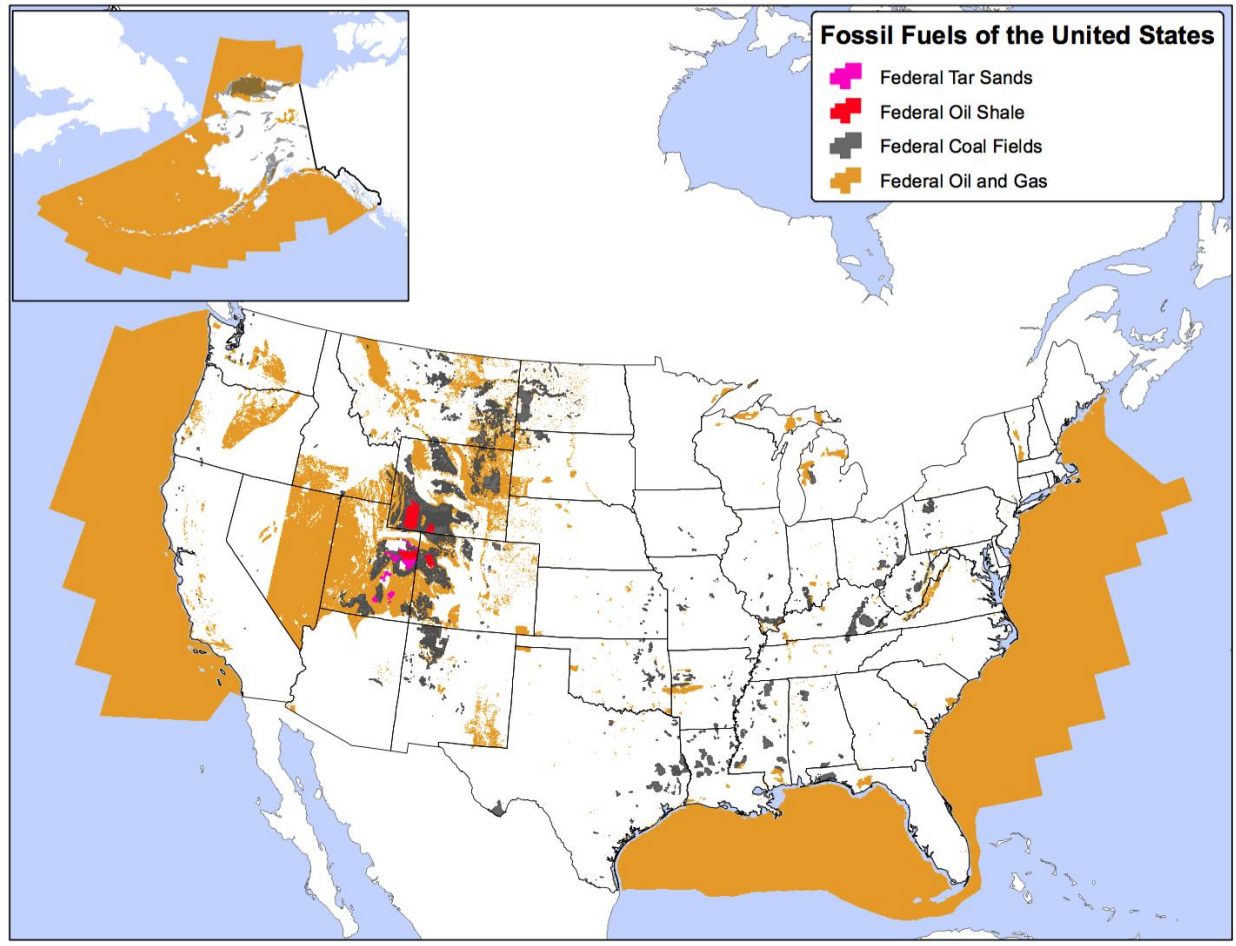 Fossil Fuels of the United States
Federal Tar Sands
Federal Oil Shale
Federal Coal Fields
Federal Oil and Gas